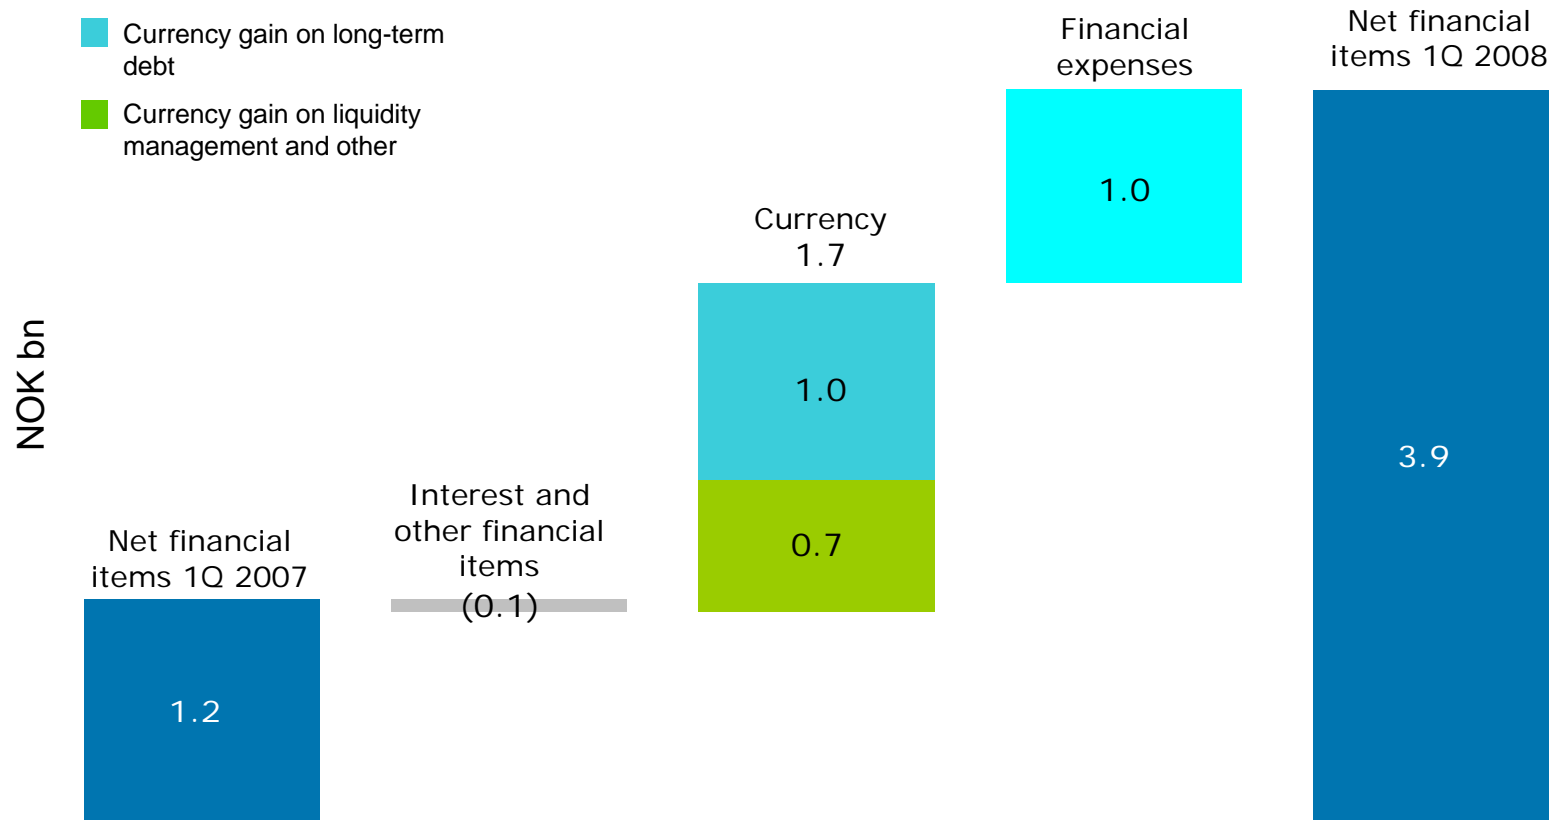 Currency gain on long-term
debt
Currency gain on liquidity
management and other
NOK bn
Net financial
items 1Q 2007
1.2
Interest and
other financial
items
(0.1)
Currency
1.7
1.0
0.7
Financial
expenses
1.0
Net financial
items 1Q 2008
3.9